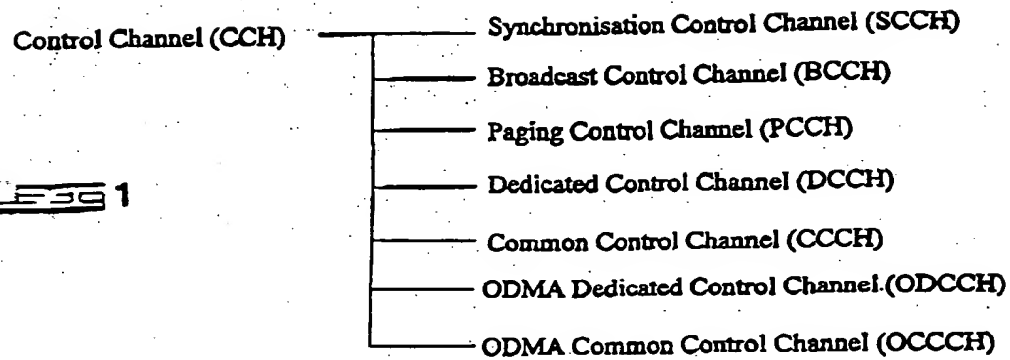 Control Channel (CCH)
Synchronisation Control Channel (SCCH)
Broadcast Control Channel (BCCH)
Paging Control Channel (PCCH)
Dedicated Control Channel (DCCH)
1
Common Control Channel (CCCH)
ODMA Dedicated Control Channel (ODCCH)
ODMA Common Control Channel (OCCCH)